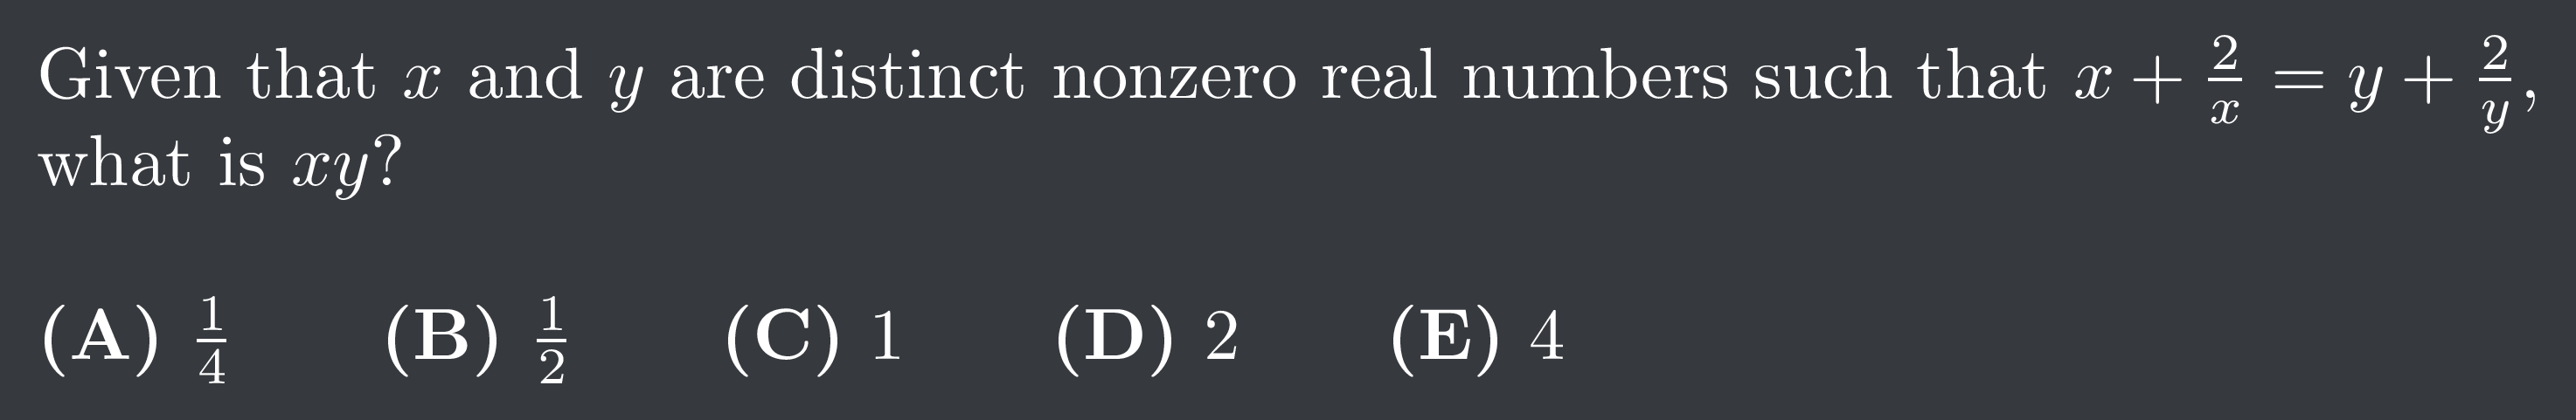 Given that x and y are distinct nonzero real numbers such that x + \frac{2}{x} = y + \frac{2}{y},
what is xy?
(A) \frac{1}{4} (B) \frac{1}{2} (C) 1 (D) 2 (E) 4